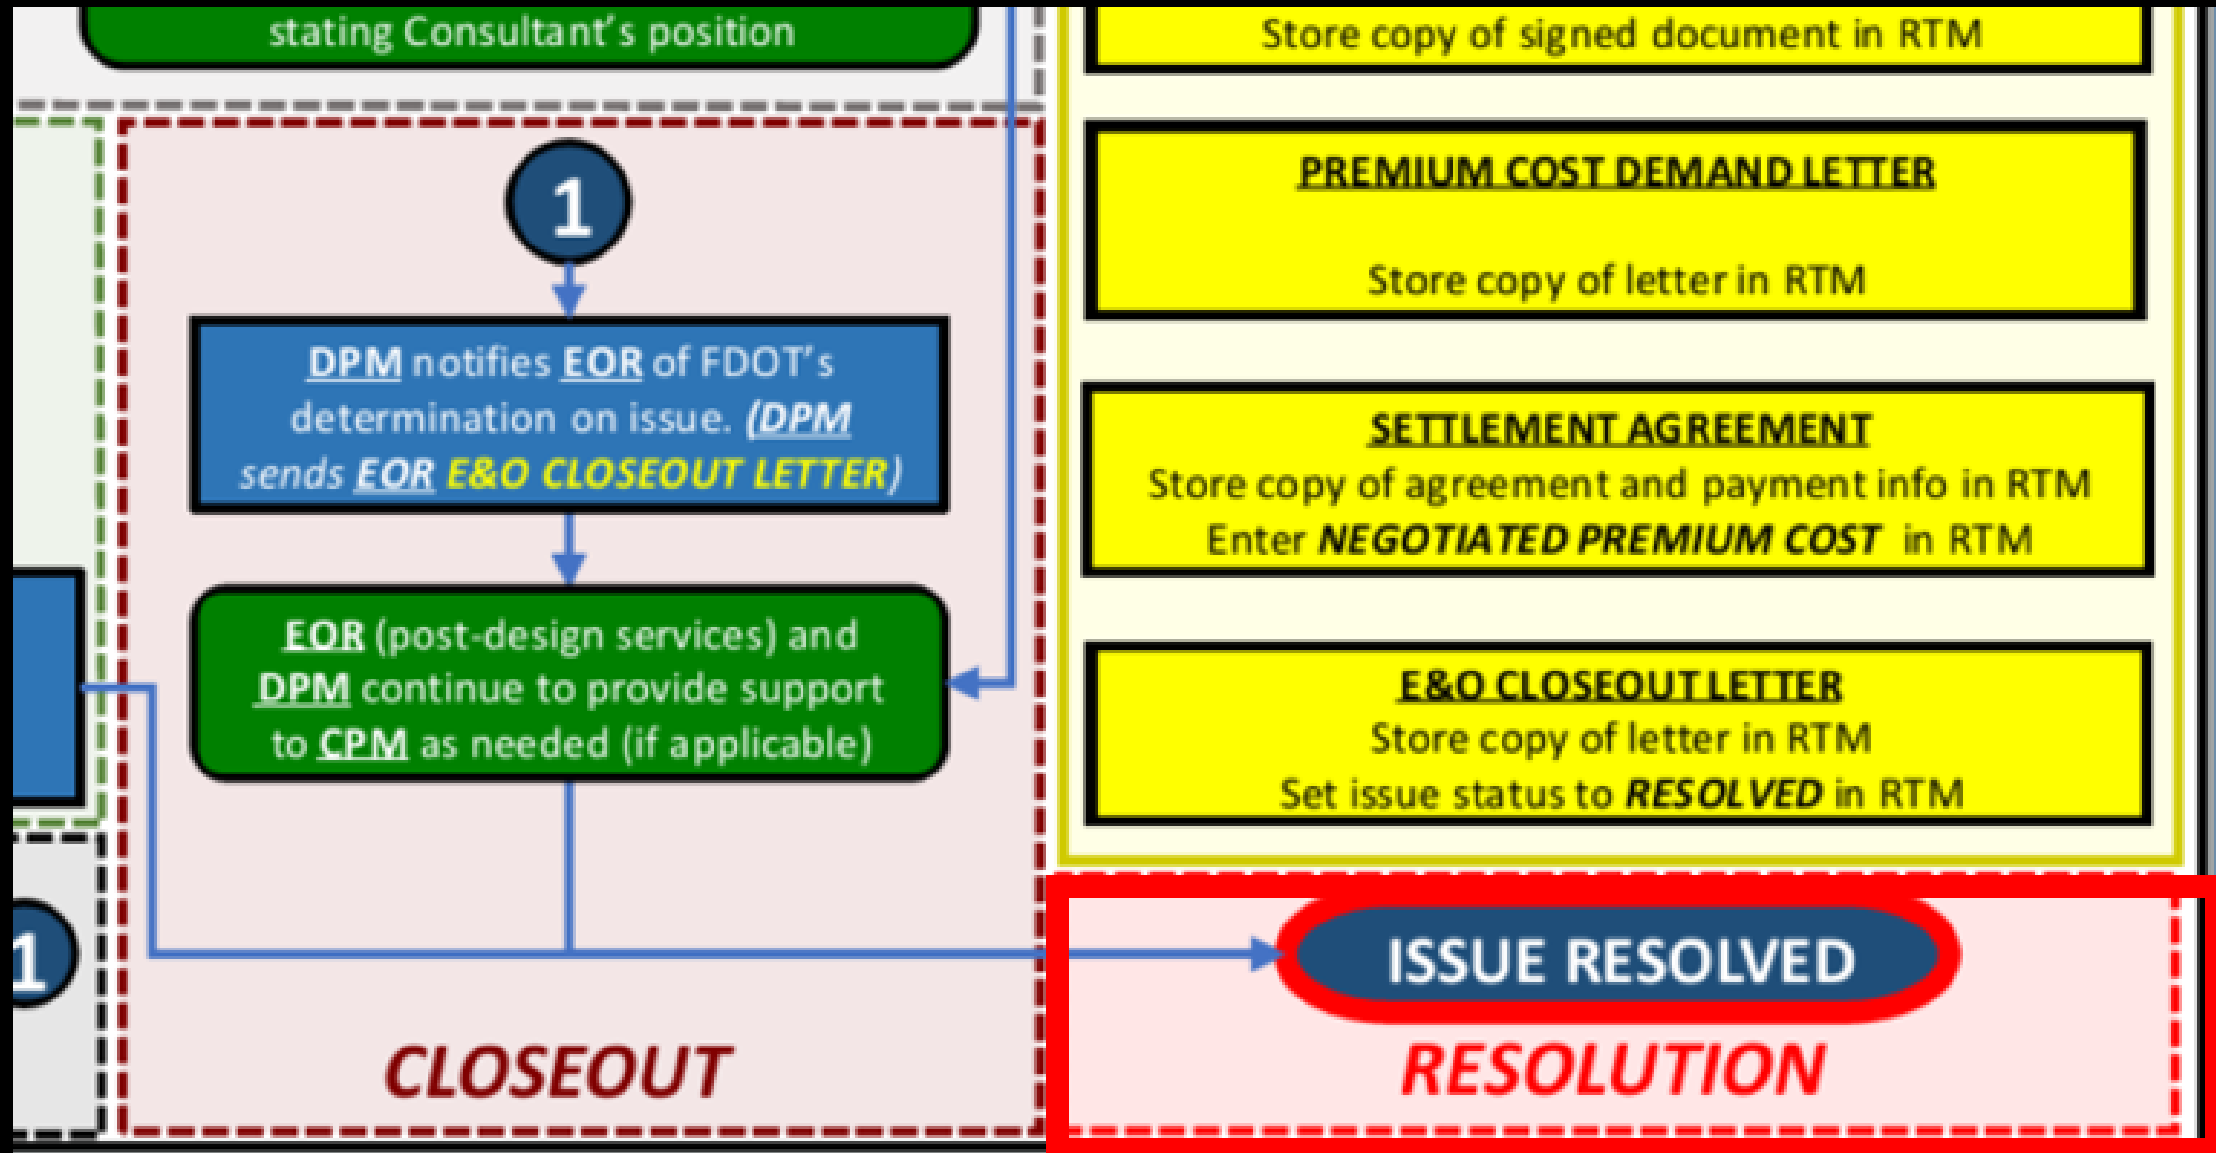 stating Consultant's position
1
DPM notifies EOR of FDOT's
determination on issue. (DPM
sends EOR E&O CLOSEOUT LETTER)
EOR (post-design services) and
DPM continue to provide support
to CPM as needed (if applicable)
1
CLOSEOUT
Store copy of signed document in RTM
PREMIUM COST DEMAND LETTER
Store copy of letter in RTM
SETTLEMENT AGREEMENT
Store copy of agreement and payment info in RTM
Enter NEGOTIATED PREMIUM COST in RTM
E&O CLOSEOUT LETTER
Store copy of letter in RTM
Set issue status to RESOLVED in RTM
ISSUE RESOLVED
RESOLUTION